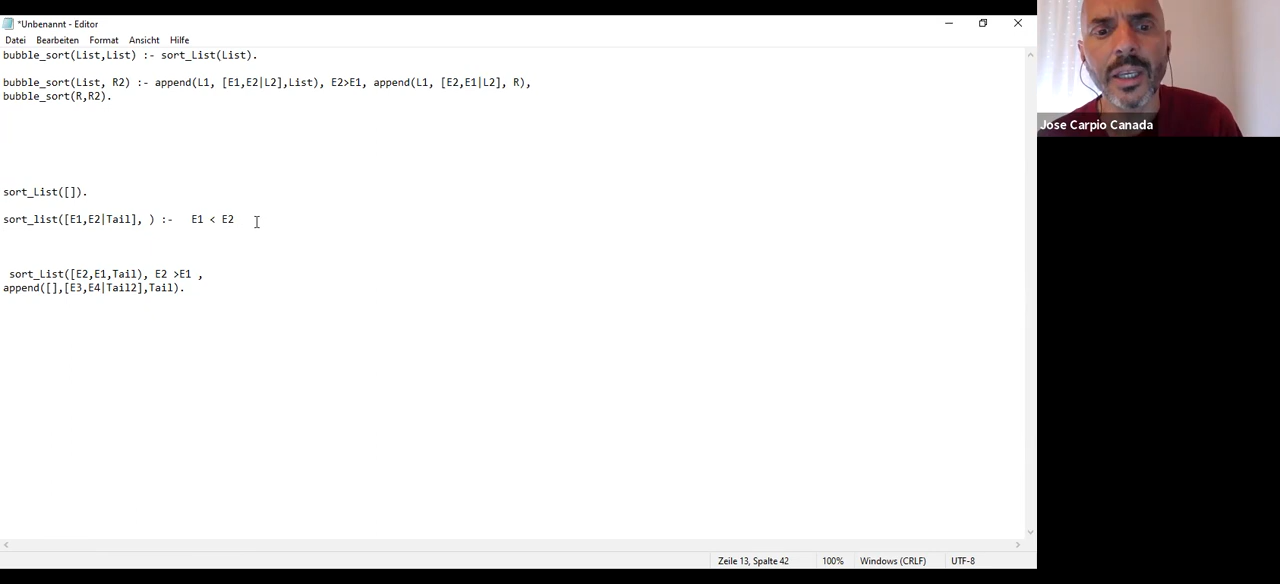 *Unbenannt - Editor
Datei Bearbeiten Format Ansicht Hilfe
bubble_sort(List,List) :- sort_List(List).
bubble_sort(List, R2) :- append(L1, [E1,E2|L2],List), E2>E1, append(L1, [E2,E1|L2], R),
bubble_sort(R,R2).
sort_List([]).
sort_list([E1,E2|Tail], ) :- E1 < E2
sort_List([E2,E1,Tail), E2 >E1 ,
append([],[E3,E4|Tail2],Tail).
Jose Carpio Canada
Zeile 13, Spalte 42 100% Windows (CRLF) UTF-8